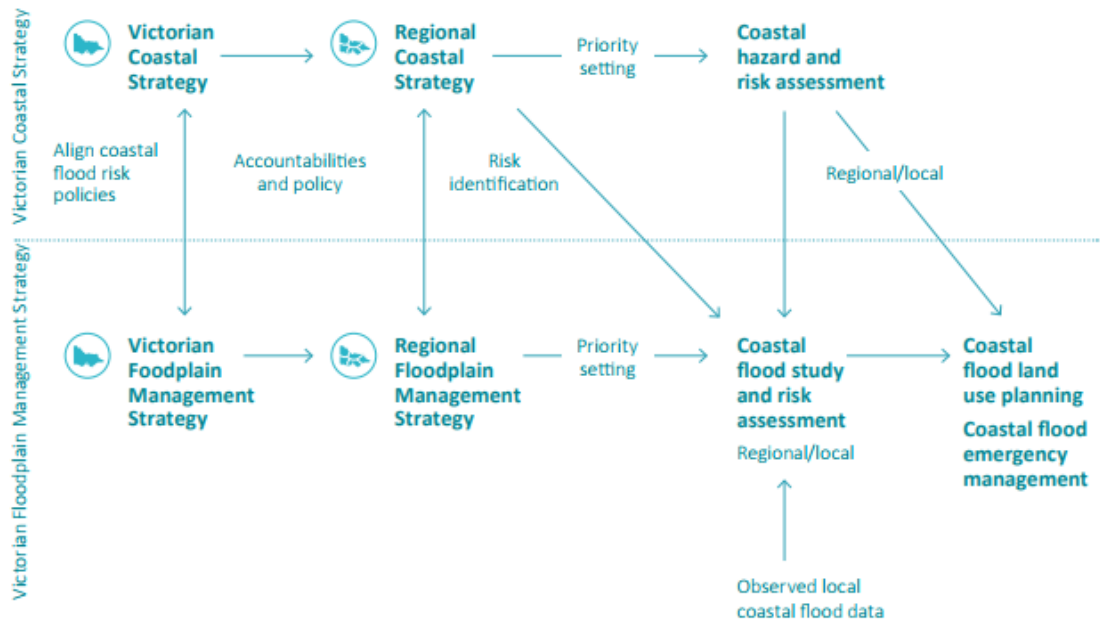 Victorian Coastal Strategy
Victorian
Coastal
Strategy
Regional
Coastal
Strategy
Priority
setting
Coastal
hazard and
risk assessment
Align coastal
flood risk
policies
Accountabilities
and policy
Risk
identification
Regional/local
Victorian Floodplain Management Strategy
Victorian
Foodplain
Management
Strategy
Regional
Floodplain
Management
Strategy
Priority
setting
Coastal
flood study
and risk
assessment
Regional/local
Coastal
flood land
use planning
Coastal flood
emergency
management
Observed local
coastal flood data